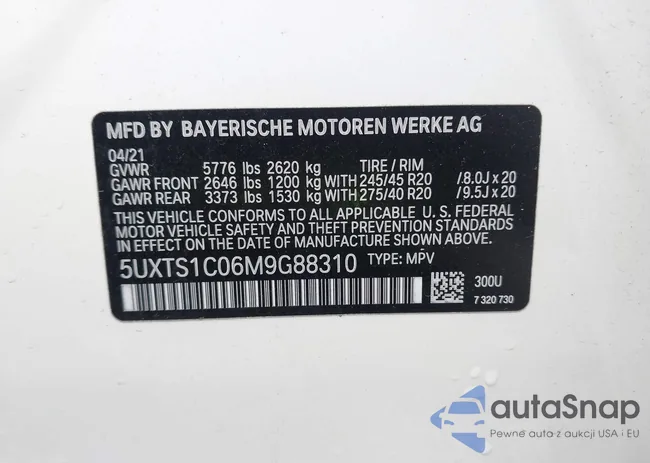 MFD BY BAYERISCHE MOTOREN WERKE AG
04/21
GVWR 5776 lbs 2620 kg TIRE / RIM
GAWR FRONT 2646 lbs 1200 kg WITH 245/45 R20 /8.0J x 20
GAWR REAR 3373 lbs 1530 kg WITH 275/40 R20 /9.5J x 20
THIS VEHICLE CONFORMS TO ALL APPLICABLE U. S. FEDERAL
MOTOR VEHICLE SAFETY AND THEFT PREVENTION STANDARDS
IN EFFECT ON THE DATE OF MANUFACTURE SHOWN ABOVE.
5UXTS1C06M9G88310 TYPE: MPV
300U
7 320 730
autaSnap
Pewne auta z aukcji USA i EU